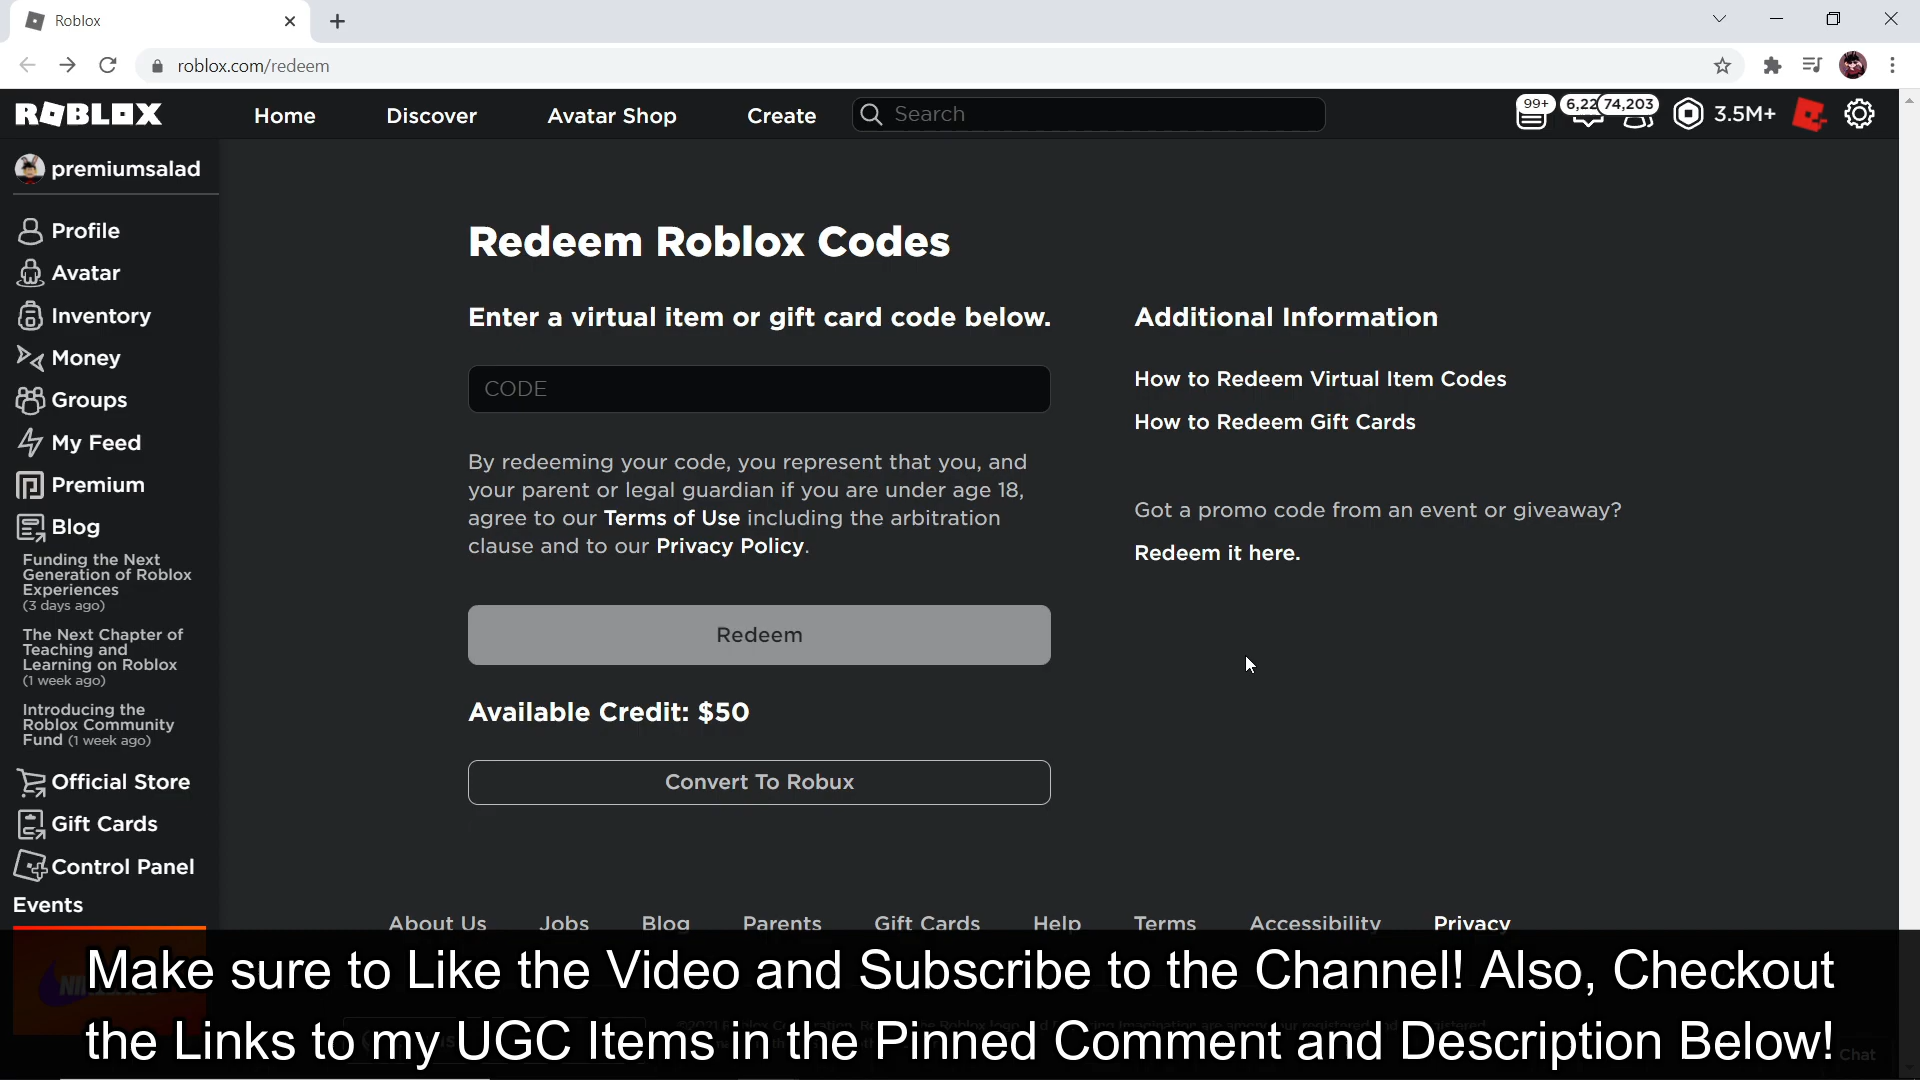 Roblox
roblox.com/redeem
ROBLOX
Home
Discover
Avatar Shop
Create
Search
99+
6,22
74,203
3.5M+
premiumsalad
Profile
Avatar
Inventory
Money
Groups
My Feed
Premium
Blog
Funding the Next
Generation of Roblox
Experiences
(3 days ago)
The Next Chapter of
Teaching and
Learning on Roblox
(1 week ago)
Introducing the
Roblox Community
Fund (1 week ago)
Official Store
Gift Cards
Control Panel
Events
Redeem Roblox Codes
Enter a virtual item or gift card code below.
CODE
By redeeming your code, you represent that you, and
your parent or legal guardian if you are under age 18,
agree to our Terms of Use including the arbitration
clause and to our Privacy Policy.
Redeem
Available Credit: $50
Convert To Robux
Additional Information
How to Redeem Virtual Item Codes
How to Redeem Gift Cards
Got a promo code from an event or giveaway?
Redeem it here.
About Us
Jobs
Blog
Parents
Gift Cards
Help
Terms
Accessibility
Privacy
Make sure to Like the Video and Subscribe to the Channel! Also, Checkout
the Links to my UGC Items in the Pinned Comment and Description Below!
Chat